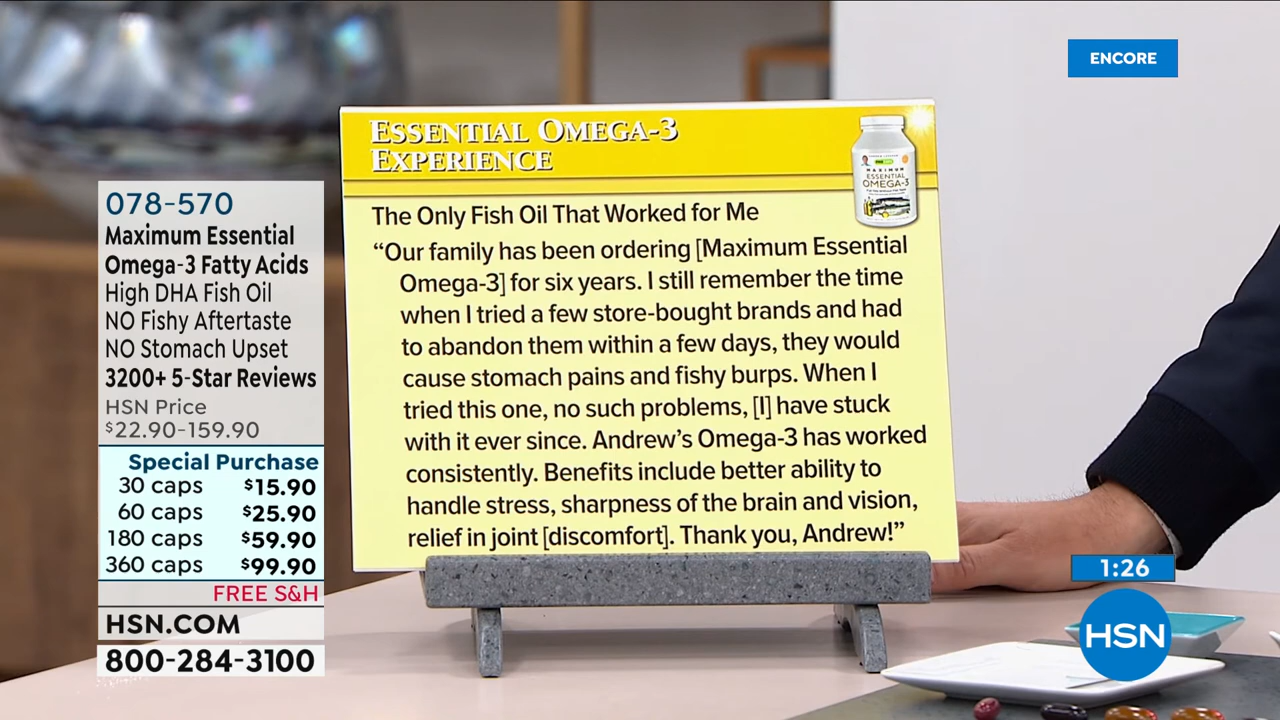 ENCORE
ESSENTIAL OMEGA-3
EXPERIENCE
MAXIMUM
ESSENTIAL
OMEGA-3
The Only Fish Oil That Worked for Me
“Our family has been ordering [Maximum Essential
Omega-3] for six years. I still remember the time
when I tried a few store-bought brands and had
to abandon them within a few days, they would
cause stomach pains and fishy burps. When I
tried this one, no such problems, [I] have stuck
with it ever since. Andrew’s Omega-3 has worked
consistently. Benefits include better ability to
handle stress, sharpness of the brain and vision,
relief in joint [discomfort]. Thank you, Andrew!”
078-570
Maximum Essential
Omega-3 Fatty Acids
High DHA Fish Oil
NO Fishy Aftertaste
NO Stomach Upset
3200+ 5-Star Reviews
HSN Price
$22.90-159.90
Special Purchase
30 caps $15.90
60 caps $25.90
180 caps $59.90
360 caps $99.90
FREE S&H
HSN.COM
800-284-3100
1:26
HSN